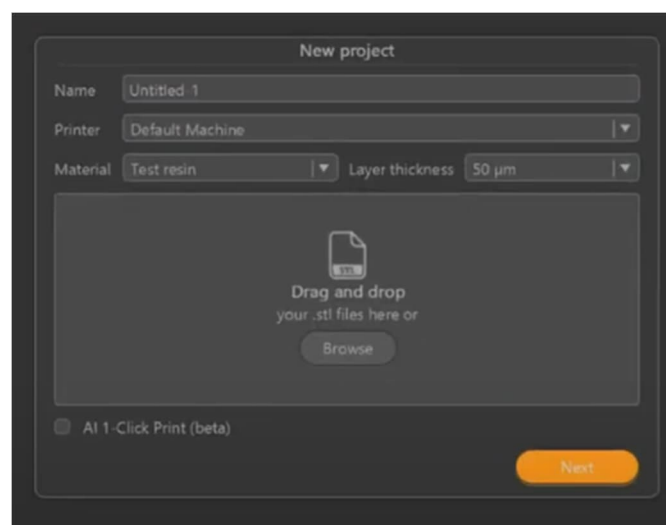 New project
Name Untitled-1
Printer Default Machine
Material Test resin Layer thickness 50 µm
STL
Drag and drop
your .stl files here or
Browse
AI 1-Click Print (beta)
Next